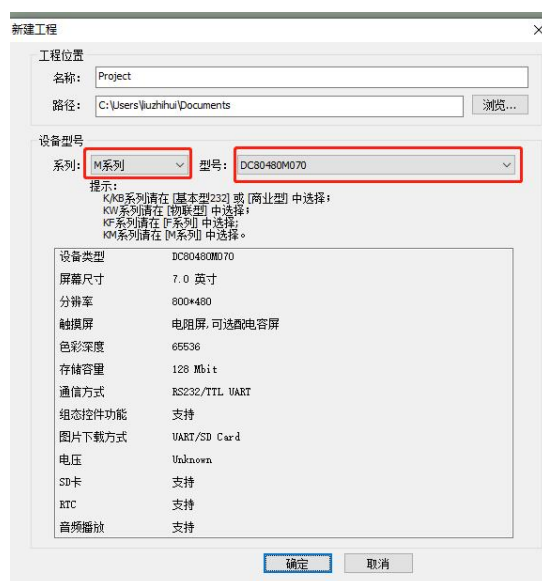 新建工程
工程位置
名称: Project
路径: C:\Users\liuzhihui\Documents 浏览...
设备型号
系列: M系列 型号: DC80480M070
提示:
K/KB系列请在 [基本型232] 或 [商业型] 中选择;
KW系列请在 [物联型] 中选择;
KF系列请在 [F系列] 中选择;
KM系列请在 [M系列] 中选择。
设备类型 DC80480M070
屏幕尺寸 7.0 英寸
分辨率 800*480
触摸屏 电阻屏,可选配电容屏
色彩深度 65536
存储容量 128 Mbit
通信方式 RS232/TTL UART
组态控件功能 支持
图片下载方式 UART/SD Card
电压 Unknown
SD卡 支持
RTC 支持
音频播放 支持
确定 取消